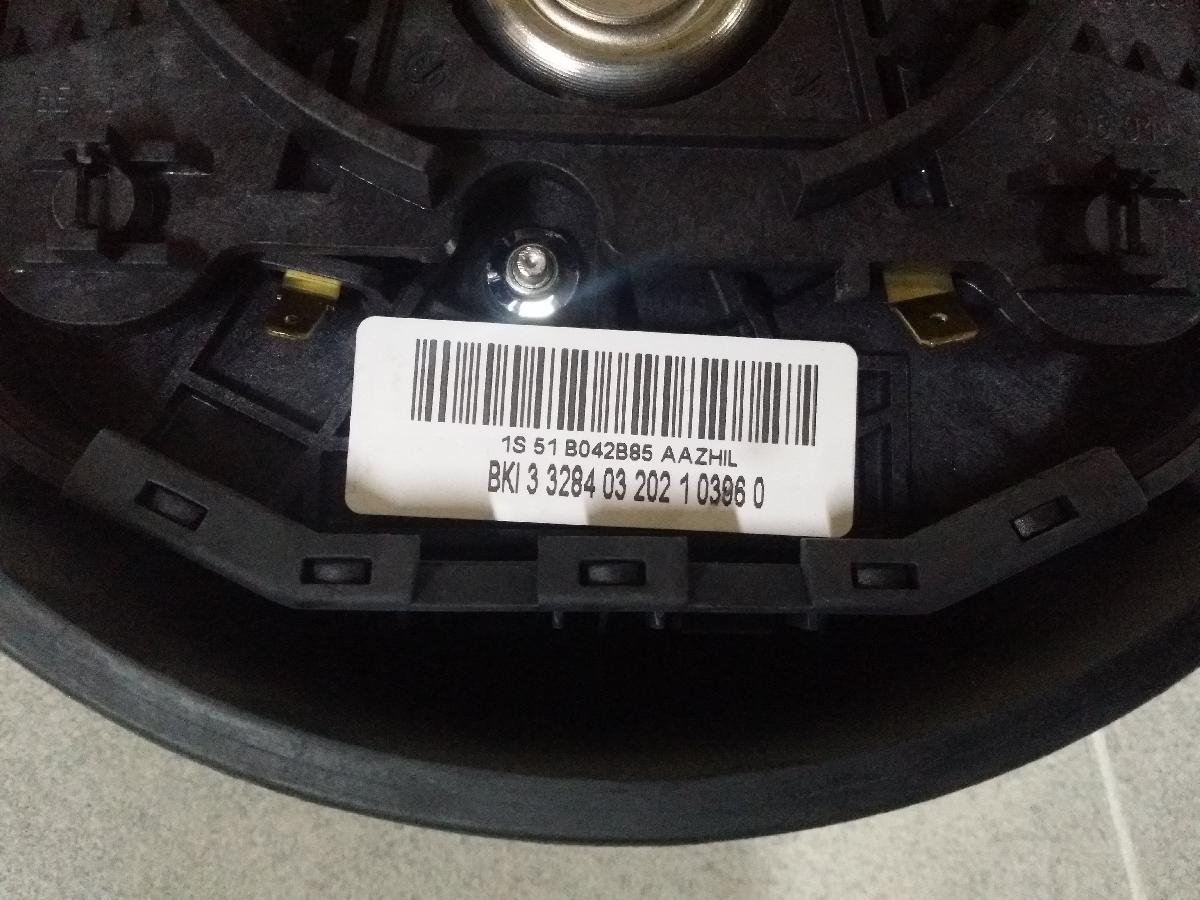 1S 51 B042B85 AAZHIL
BKI 3 3284 03 202 1 0396 0